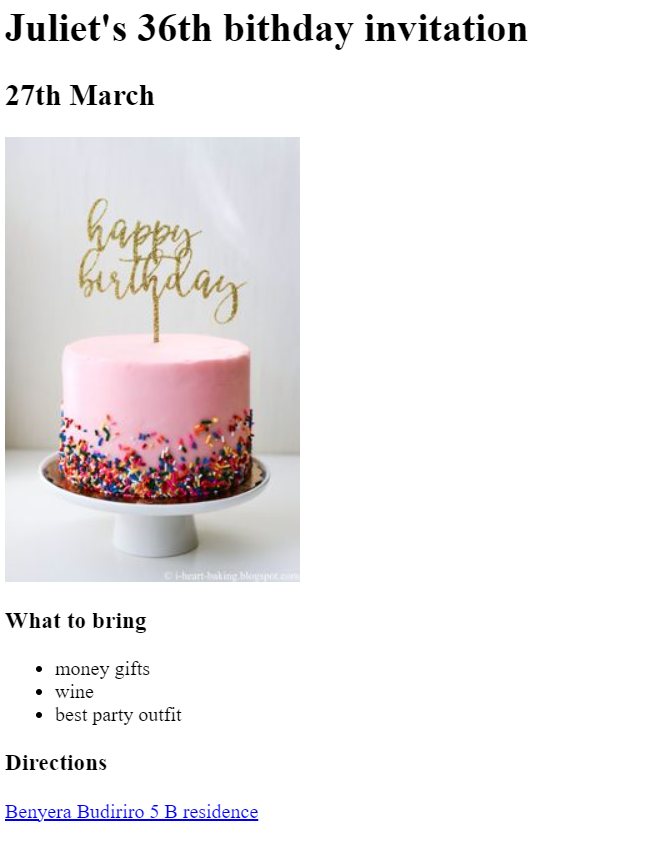 Juliet's 36th bithday invitation
27th March
happy
birthday
© i-heart-baking.blogspot.com
What to bring
• money gifts
• wine
• best party outfit
Directions
Benyera Budiriro 5 B residence